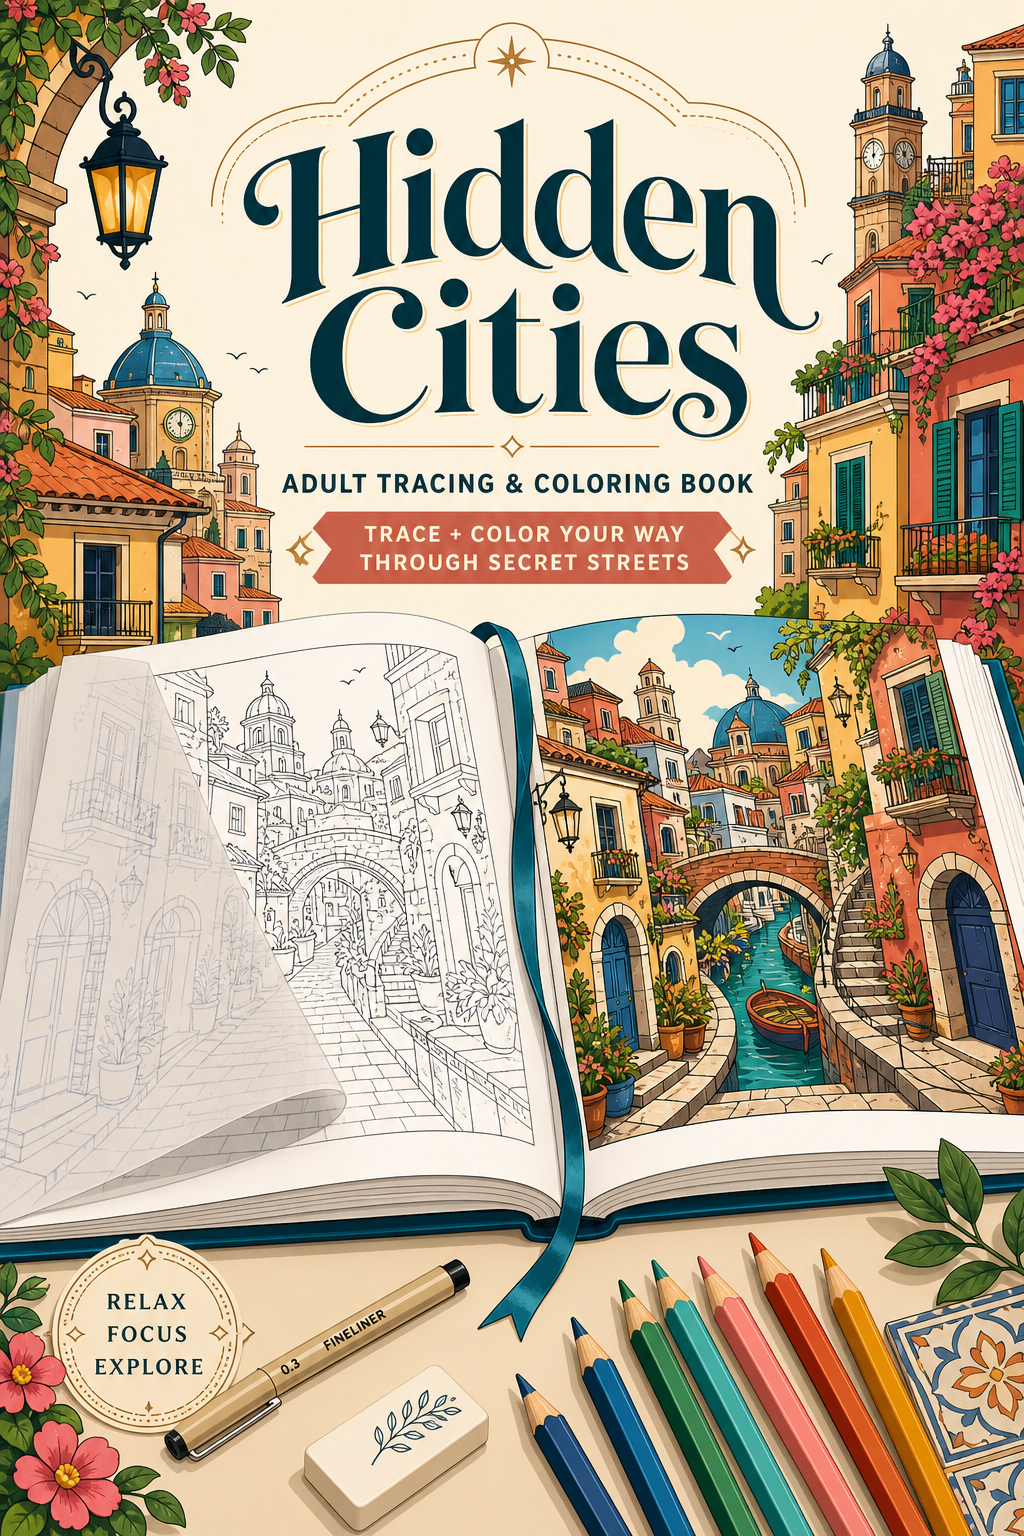 Hidden
Cities
ADULT TRACING & COLORING BOOK
TRACE + COLOR YOUR WAY
THROUGH SECRET STREETS
RELAX
FOCUS
EXPLORE
0.3 FINELINER